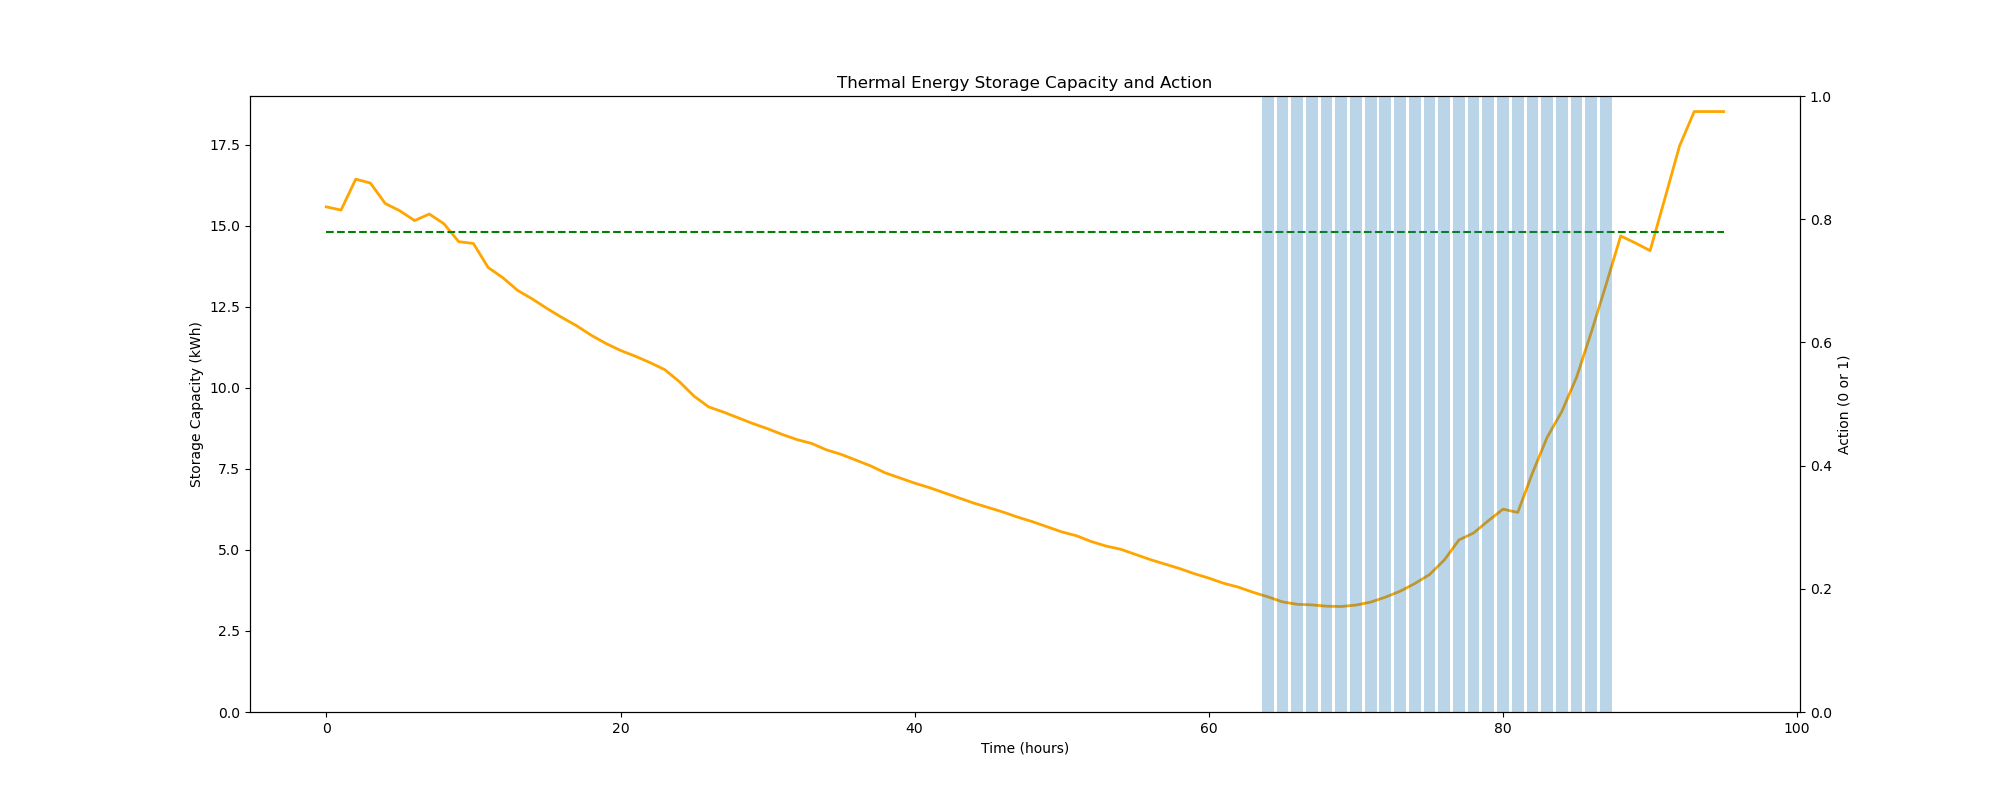 Thermal Energy Storage Capacity and Action
17.5
15.0
12.5
10.0
7.5
5.0
2.5
0.0
Storage Capacity (kWh)
1.0
0.8
0.6
0.4
0.2
0.0
Action (0 or 1)
0 20 40 60 80 100
Time (hours)